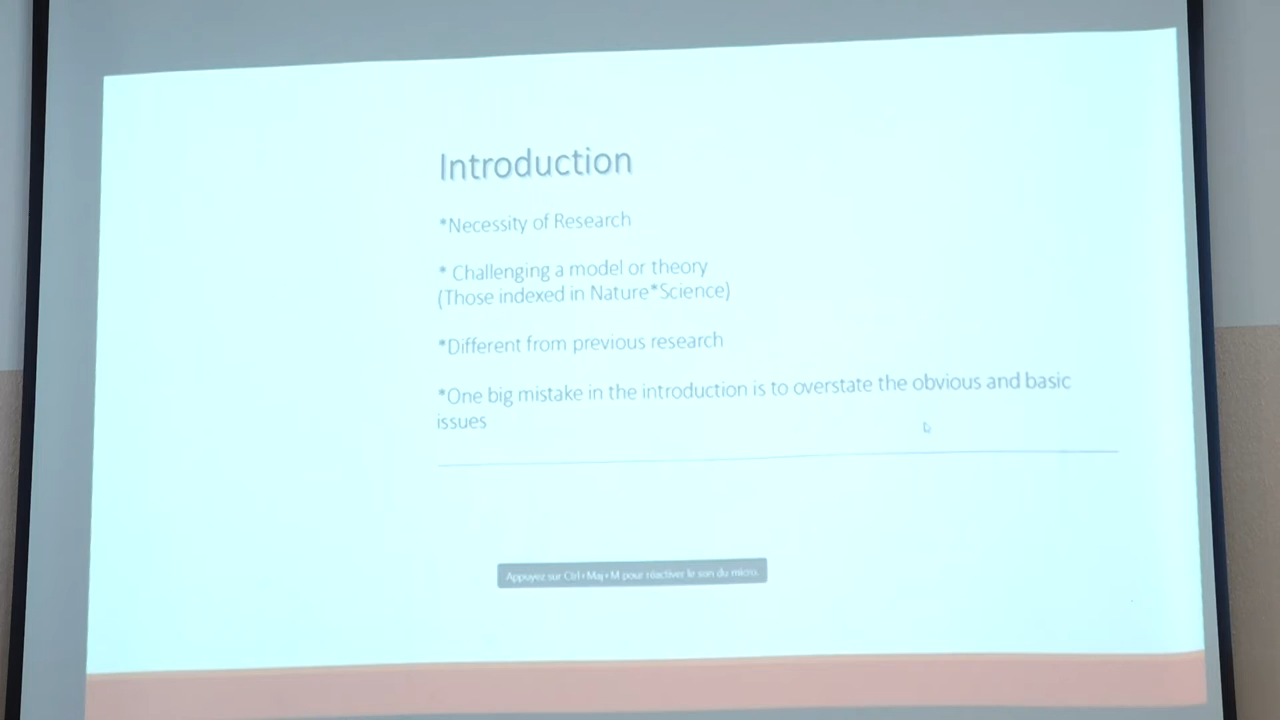 Introduction
*Necessity of Research
* Challenging a model or theory
(Those indexed in Nature*Science)
*Different from previous research
*One big mistake in the introduction is to overstate the obvious and basic
issues
Appuyez sur Ctrl+Maj+M pour réactiver le son du micro.